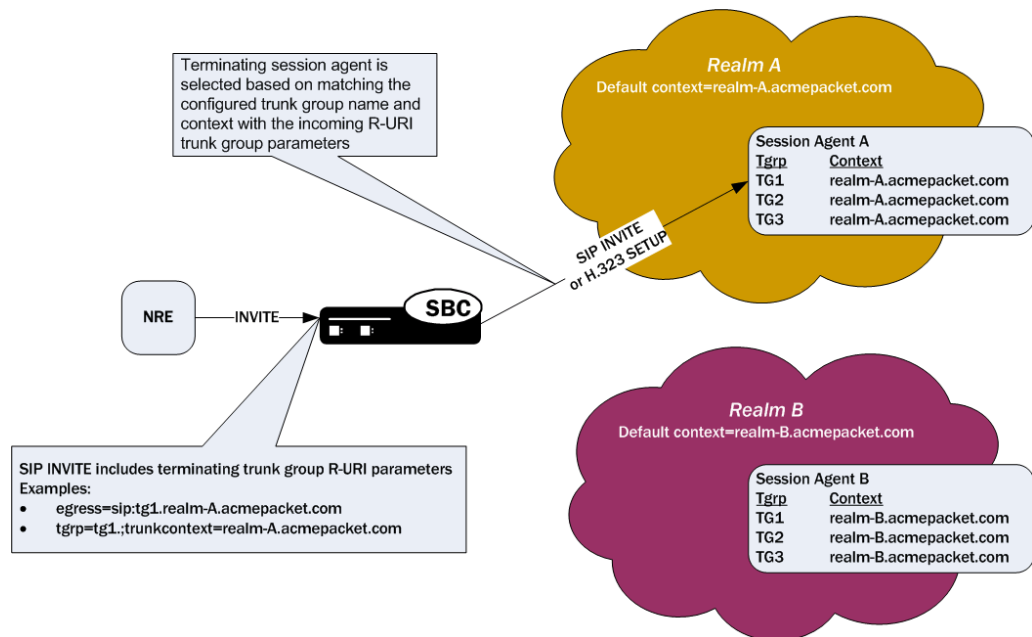 Terminating session agent is
selected based on matching the
configured trunk group name and
context with the incoming R-URI
trunk group parameters
Realm A
Default context=realm-A.acmepacket.com
Session Agent A
Tgrp Context
TG1 realm-A.acmepacket.com
TG2 realm-A.acmepacket.com
TG3 realm-A.acmepacket.com
SIP INVITE
or H.323 SETUP
NRE
INVITE
SBC
Realm B
Default context=realm-B.acmepacket.com
Session Agent B
Tgrp Context
TG1 realm-B.acmepacket.com
TG2 realm-B.acmepacket.com
TG3 realm-B.acmepacket.com
SIP INVITE includes terminating trunk group R-URI parameters
Examples:
• egress=sip:tg1.realm-A.acmepacket.com
• tgrp=tg1.;trunkcontext=realm-A.acmepacket.com